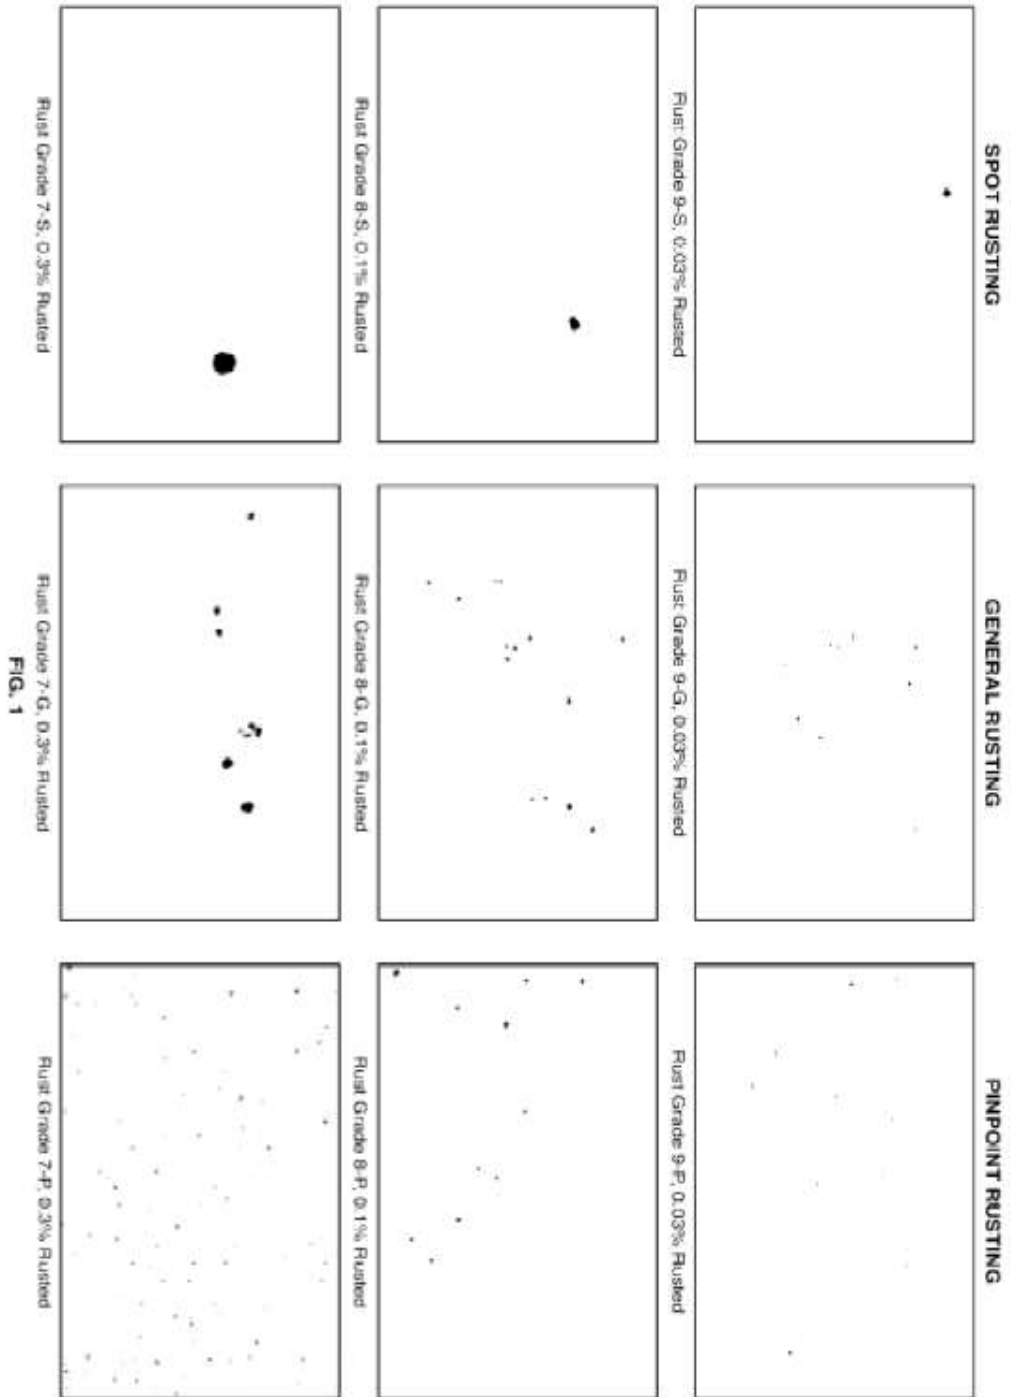 SPOT RUSTING
GENERAL RUSTING
PINPOINT RUSTING
Rust Grade 9-S, 0.03% Rusted
Rust Grade 9-G, 0.03% Rusted
Rust Grade 9-P, 0.03% Rusted
Rust Grade 8-S, 0.1% Rusted
Rust Grade 8-G, 0.1% Rusted
Rust Grade 8-P, 0.1% Rusted
Rust Grade 7-S, 0.3% Rusted
Rust Grade 7-G, 0.3% Rusted
Rust Grade 7-P, 0.3% Rusted
FIG. 1